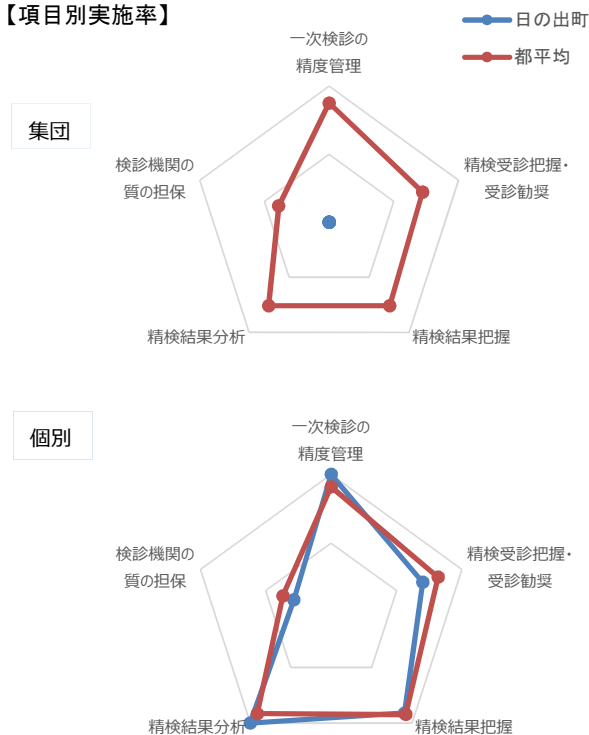 【項目別実施率】
日の出町
都平均
集団
一次検診の
精度管理
検診機関の
質の担保
精検受診把握・
受診勧奨
精検結果分析
精検結果把握
個別
一次検診の
精度管理
検診機関の
質の担保
精検受診把握・
受診勧奨
精検結果分析
精検結果把握